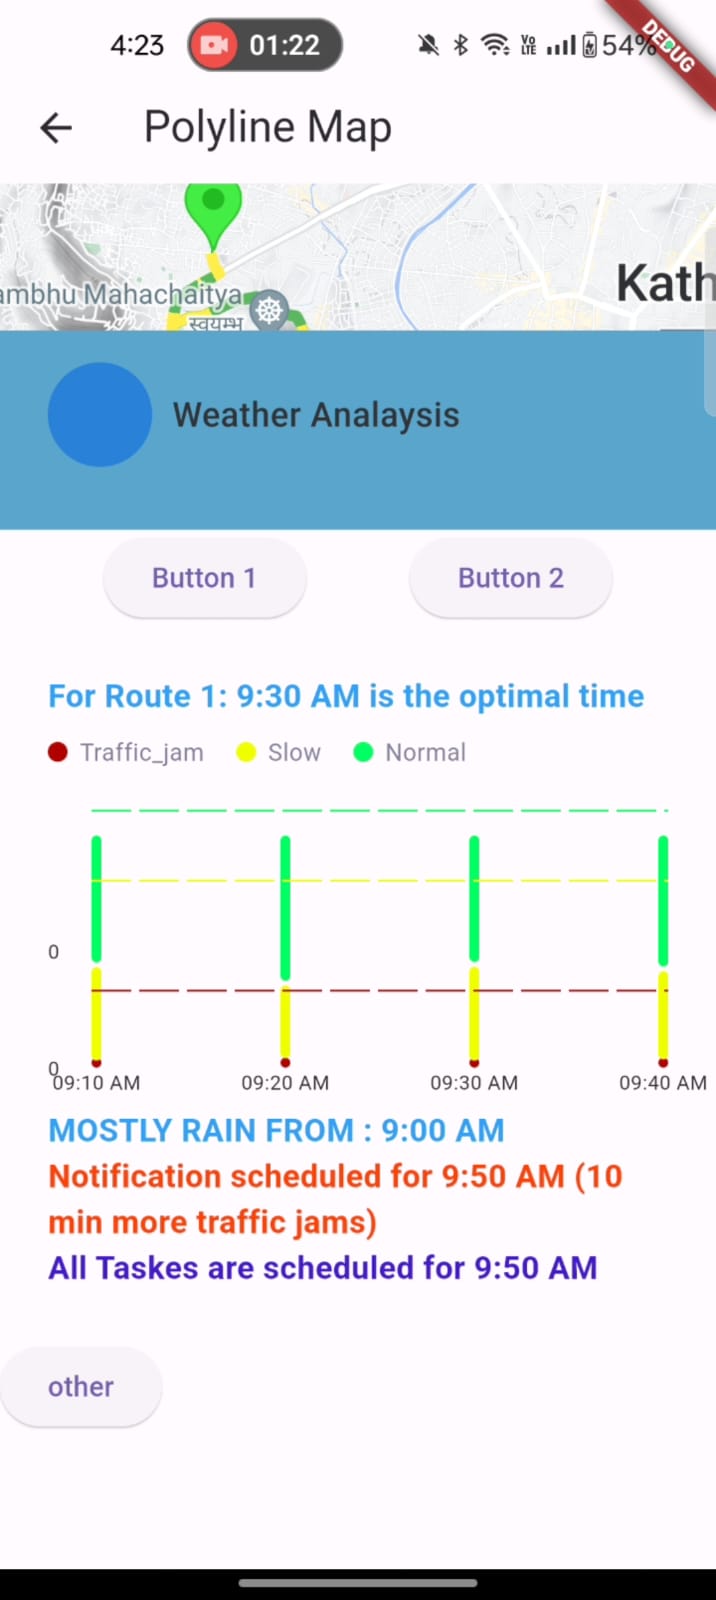 4:23
01:22
Vo LTE
54%
DEBUG
Polyline Map
ambhu Mahachaitya
स्वयम्भ
Kath
Weather Analaysis
Button 1
Button 2
For Route 1: 9:30 AM is the optimal time
Traffic_jam
Slow
Normal
0
0
09:10 AM
09:20 AM
09:30 AM
09:40 AM
MOSTLY RAIN FROM : 9:00 AM
Notification scheduled for 9:50 AM (10
min more traffic jams)
All Taskes are scheduled for 9:50 AM
other